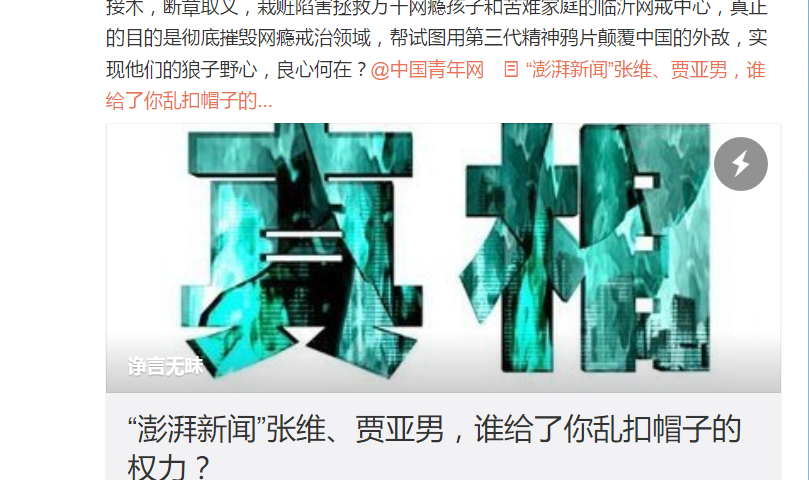 接木，断章取义，栽赃陷害拯救万千网瘾孩子和苦难家庭的临沂网戒中心，真正
的目的是彻底摧毁网瘾戒治领域，帮试图用第三代精神鸦片颠覆中国的外敌，实
现他们的狼子野心，良心何在？@中国青年网 “澎湃新闻”张维、贾亚男，谁
给了你乱扣帽子的...
真相
诤言无味
“澎湃新闻”张维、贾亚男，谁给了你乱扣帽子的
权力？